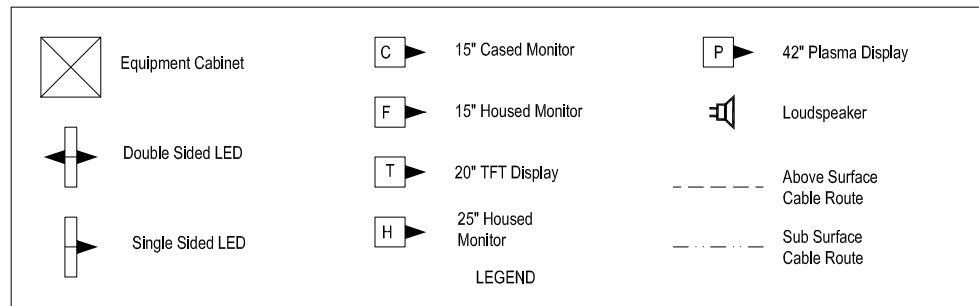 Equipment Cabinet
Double Sided LED
Single Sided LED
C
15" Cased Monitor
F
15" Housed Monitor
T
20" TFT Display
H
25" Housed
Monitor
LEGEND
P
42" Plasma Display
Loudspeaker
Above Surface
Cable Route
Sub Surface
Cable Route